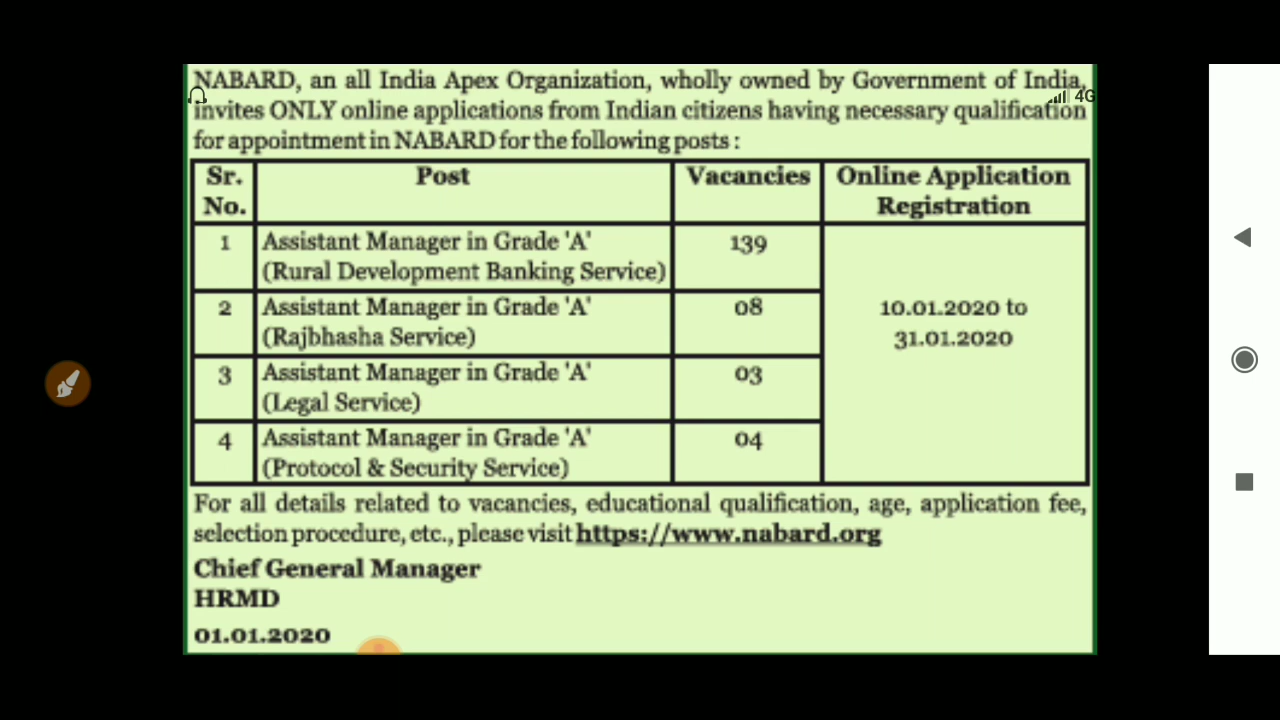 NABARD, an all India Apex Organization, wholly owned by Government of India,
4G
invites ONLY online applications from Indian citizens having necessary qualification
for appointment in NABARD for the following posts :
Sr. No. Post Vacancies Online Application Registration
1 Assistant Manager in Grade 'A' 139
(Rural Development Banking Service)
2 Assistant Manager in Grade 'A' 08 10.01.2020 to
(Rajbhasha Service) 31.01.2020
3 Assistant Manager in Grade 'A' 03
(Legal Service)
4 Assistant Manager in Grade 'A' 04
(Protocol & Security Service)
For all details related to vacancies, educational qualification, age, application fee,
selection procedure, etc., please visit https://www.nabard.org
Chief General Manager
HRMD
01.01.2020